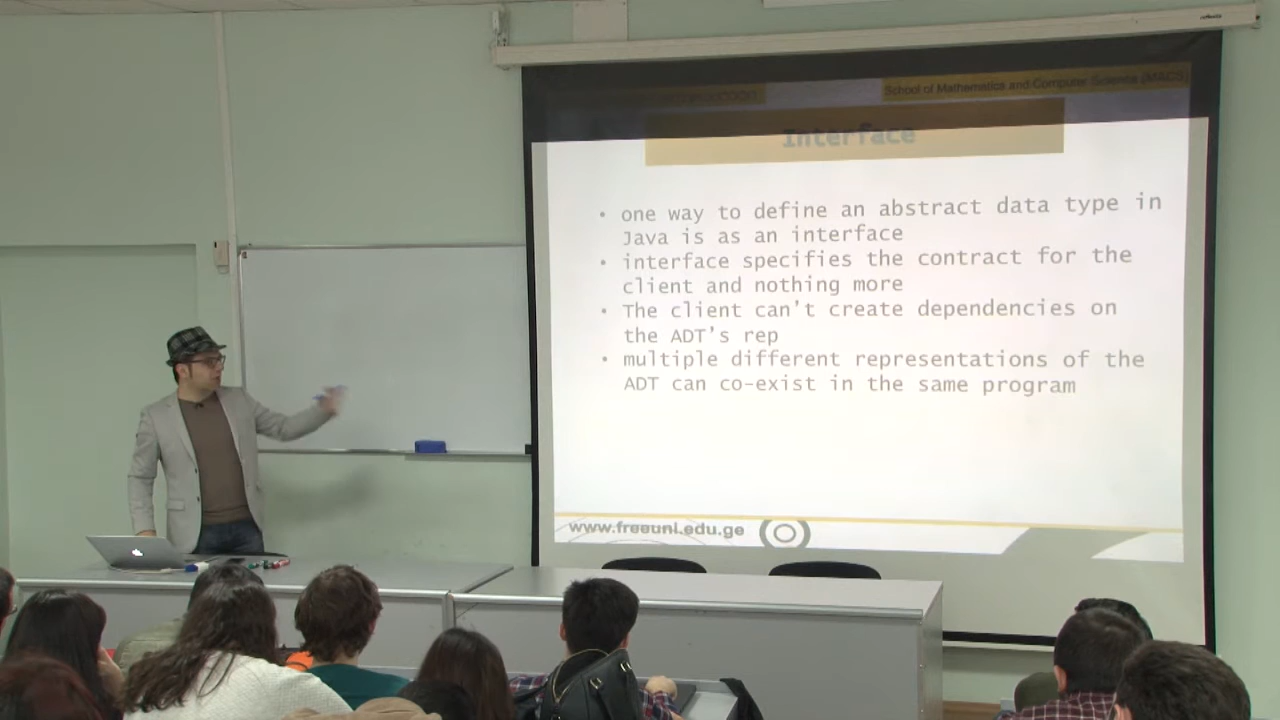 School of Mathematics and Computer Science (MACS)
Interface
• one way to define an abstract data type in
Java is as an interface
• interface specifies the contract for the
client and nothing more
• The client can't create dependencies on
the ADT's rep
• multiple different representations of the
ADT can co-exist in the same program
www.freeuni.edu.ge